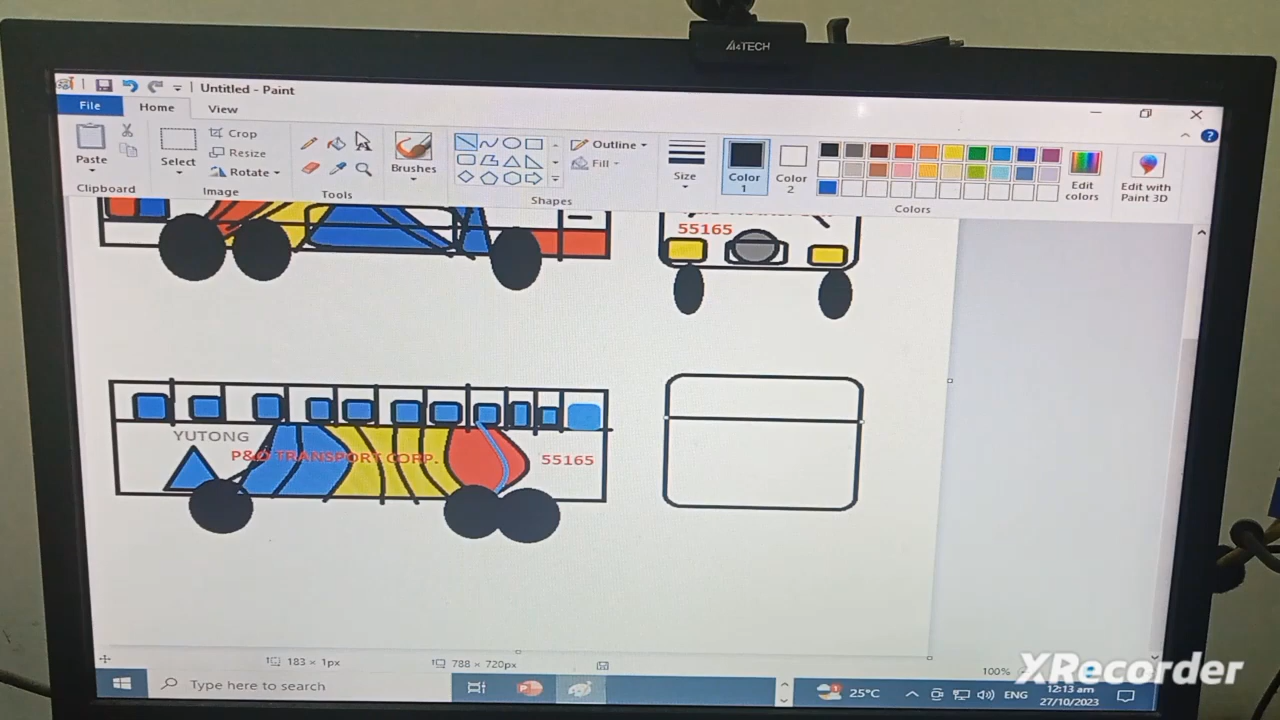 A4TECH
Untitled - Paint
File
Home
View
Paste
Select
Crop
Resize
Rotate
Brushes
Outline
Fill
Size
Color
1
Color
2
Edit
colors
Edit with
Paint 3D
Clipboard
Image
Tools
Shapes
Colors
55165
YUTONG
P&O TRANSPORT CORP.
55165
183 × 1px
788 × 720px
100%
Type here to search
25°C
ENG
12:13 am
27/10/2023
XRecorder